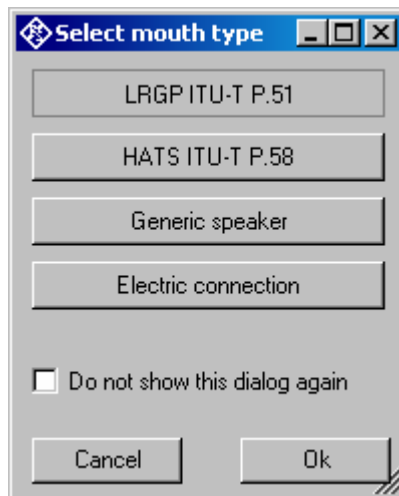 Select mouth type
LRGP ITU-T P.51
HATS ITU-T P.58
Generic speaker
Electric connection
Do not show this dialog again
Cancel Ok